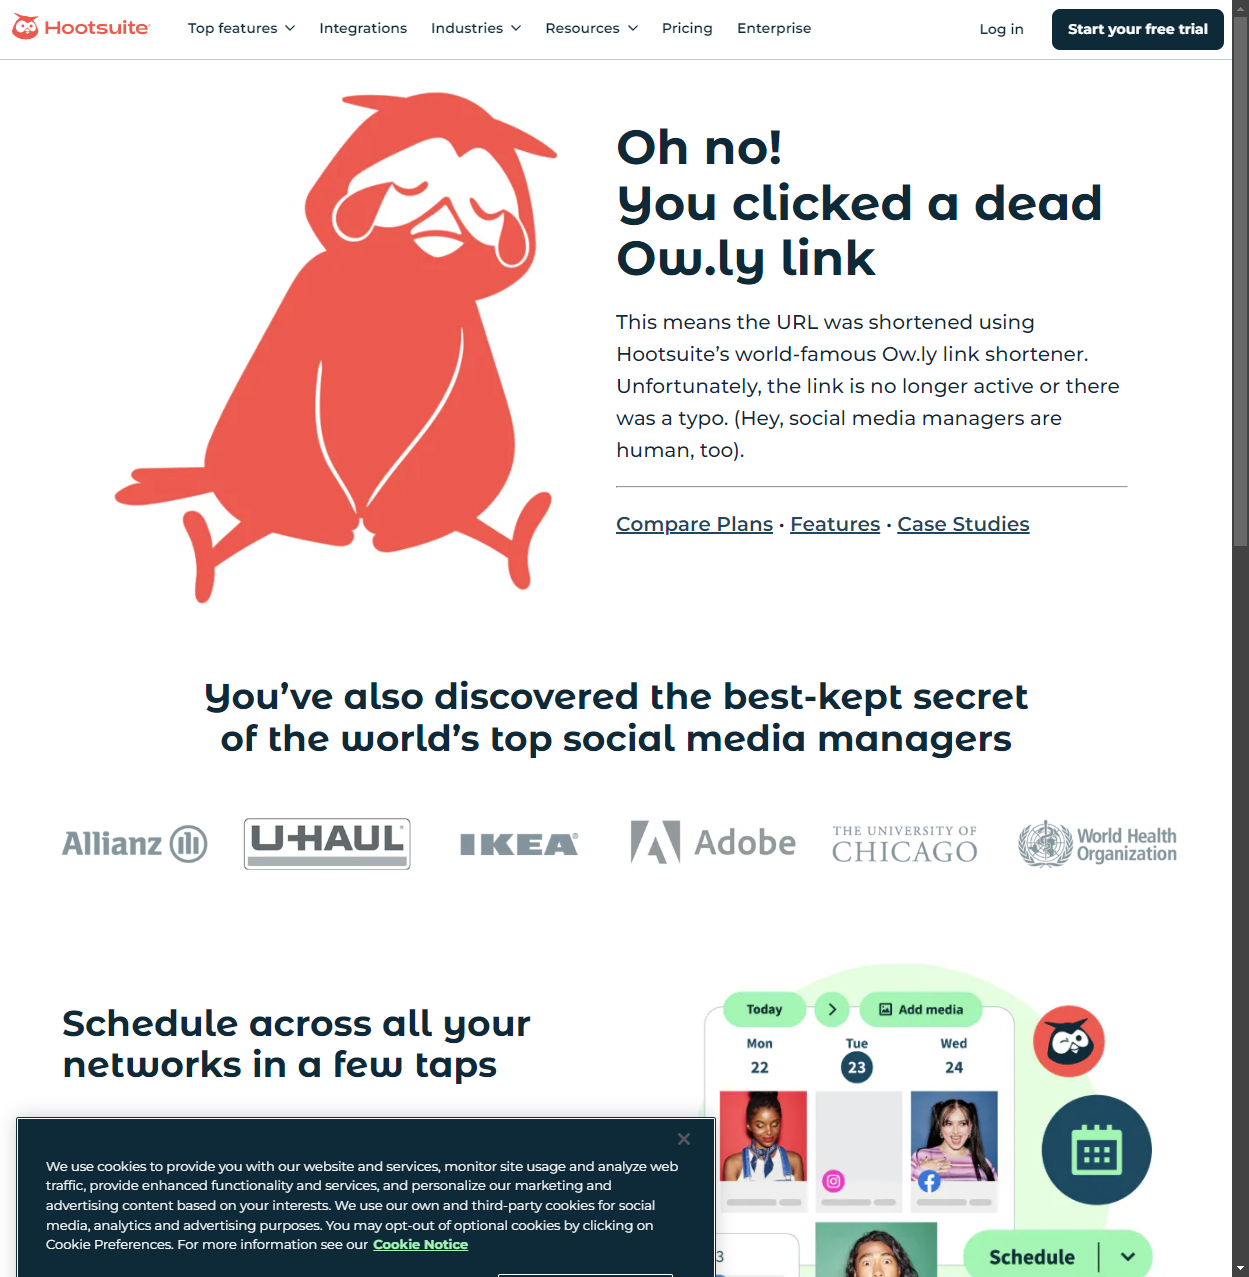 Hootsuite
Top features
Integrations
Industries
Resources
Pricing
Enterprise
Log in
Start your free trial
Oh no!
You clicked a dead
Ow.ly link
This means the URL was shortened using
Hootsuite’s world-famous Ow.ly link shortener.
Unfortunately, the link is no longer active or there
was a typo. (Hey, social media managers are
human, too).
Compare Plans · Features · Case Studies
You’ve also discovered the best-kept secret
of the world’s top social media managers
Allianz
U-HAUL
IKEA
Adobe
THE UNIVERSITY OF
CHICAGO
World Health
Organization
Schedule across all your
networks in a few taps
Today
Add media
Mon
Tue
Wed
22
23
24
3
Schedule
We use cookies to provide you with our website and services, monitor site usage and analyze web
traffic, provide enhanced functionality and services, and personalize our marketing and
advertising content based on your interests. We use our own and third-party cookies for social
media, analytics and advertising purposes. You may opt-out of optional cookies by clicking on
Cookie Preferences. For more information see our Cookie Notice